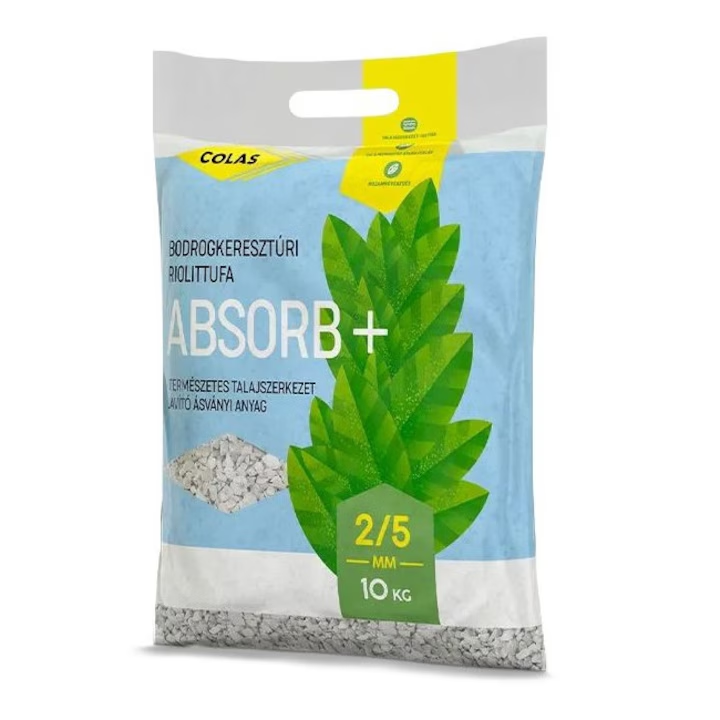 COLAS
BODROGKERESZTÚRI
RIOLITTUFA
ABSORB +
TERMÉSZETES TALAJSZERKEZET
JAVÍTÓ ÁSVÁNYI ANYAG
2/5
MM
10 KG